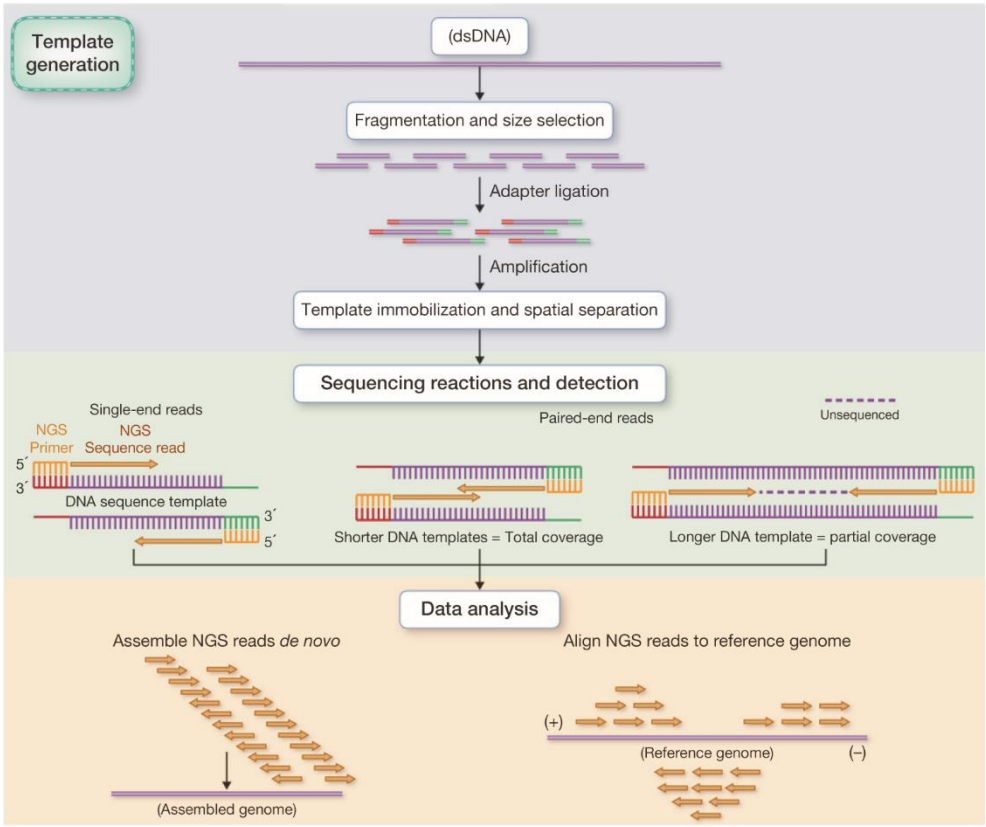 Template
generation
(dsDNA)
Fragmentation and size selection
Adapter ligation
Amplification
Template immobilization and spatial separation
Sequencing reactions and detection
Single-end reads
Paired-end reads
Unsequenced
NGS
Primer
NGS
Sequence read
5´
3´
DNA sequence template
3´
5´
Shorter DNA templates = Total coverage
Longer DNA template = partial coverage
Data analysis
Assemble NGS reads de novo
Align NGS reads to reference genome
(+)
(Reference genome)
(–)
(Assembled genome)